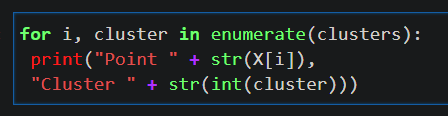 for i, cluster in enumerate(clusters):
 print("Point " + str(X[i]),
 "Cluster " + str(int(cluster)))